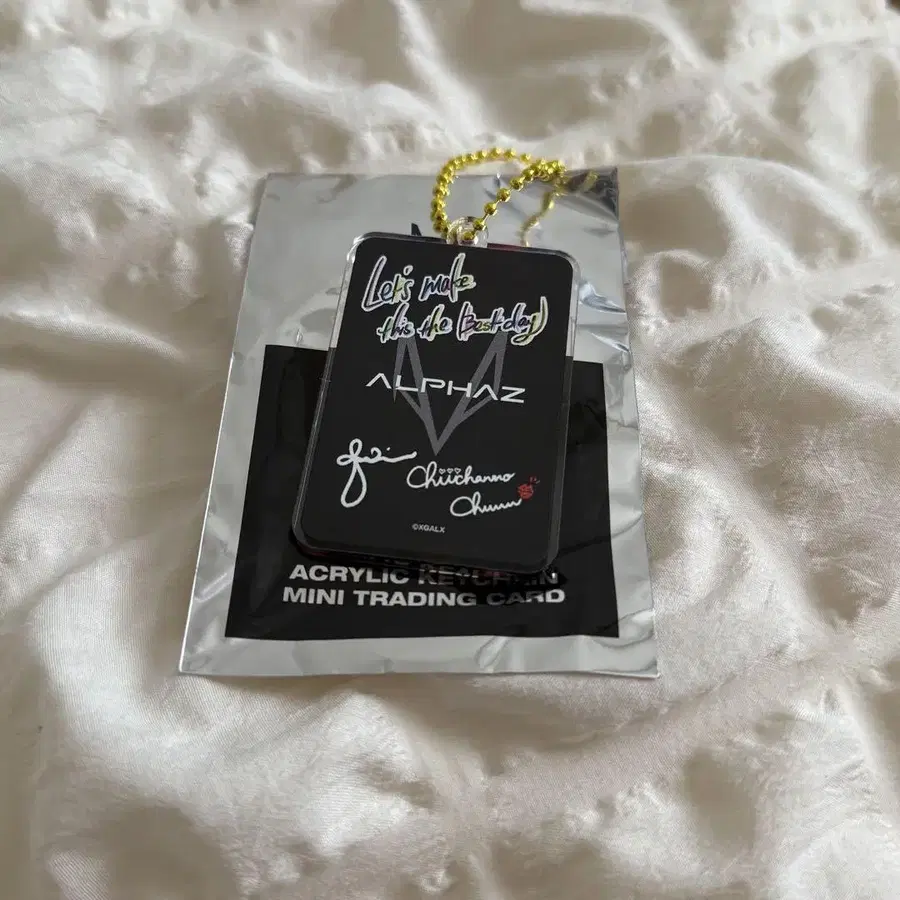 Let's make
this the (Best-day)
ALPHAZ
Chiichanno
Chuuu
©XGALX
ACRYLIC KEYCHAIN
MINI TRADING CARD